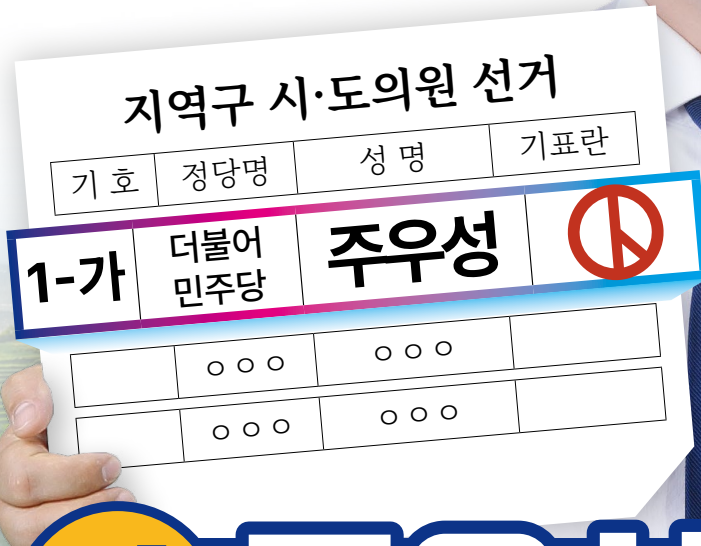 지역구 시·도의원 선거
기호 정당명 성명 기표란
1-가 더불어 민주당 주우성
ㅇㅇㅇ ㅇㅇㅇ
ㅇㅇㅇ ㅇㅇㅇ